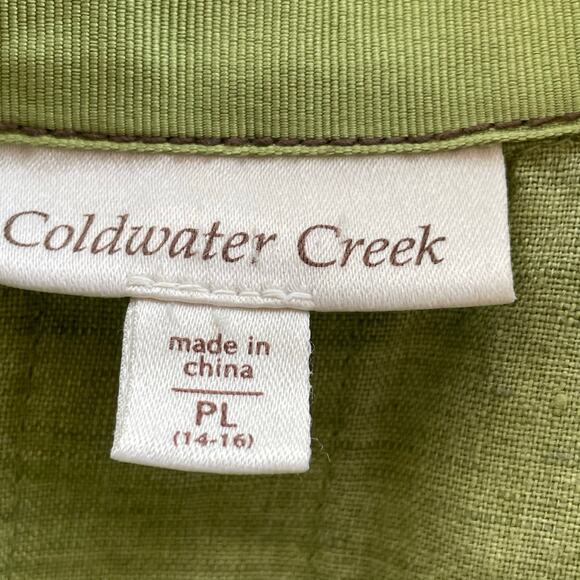 Coldwater Creek
made in
china
PL
(14-16)